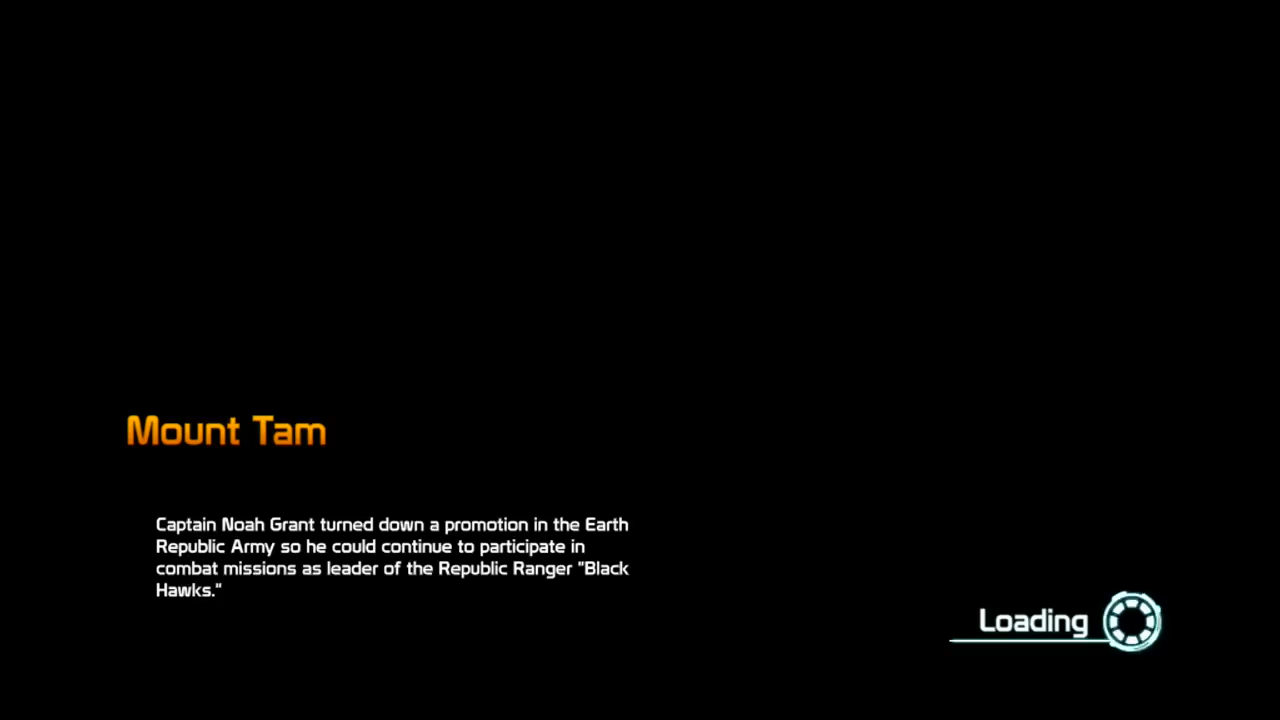 Mount Tam
Captain Noah Grant turned down a promotion in the Earth
Republic Army so he could continue to participate in
combat missions as leader of the Republic Ranger "Black
Hawks."
Loading